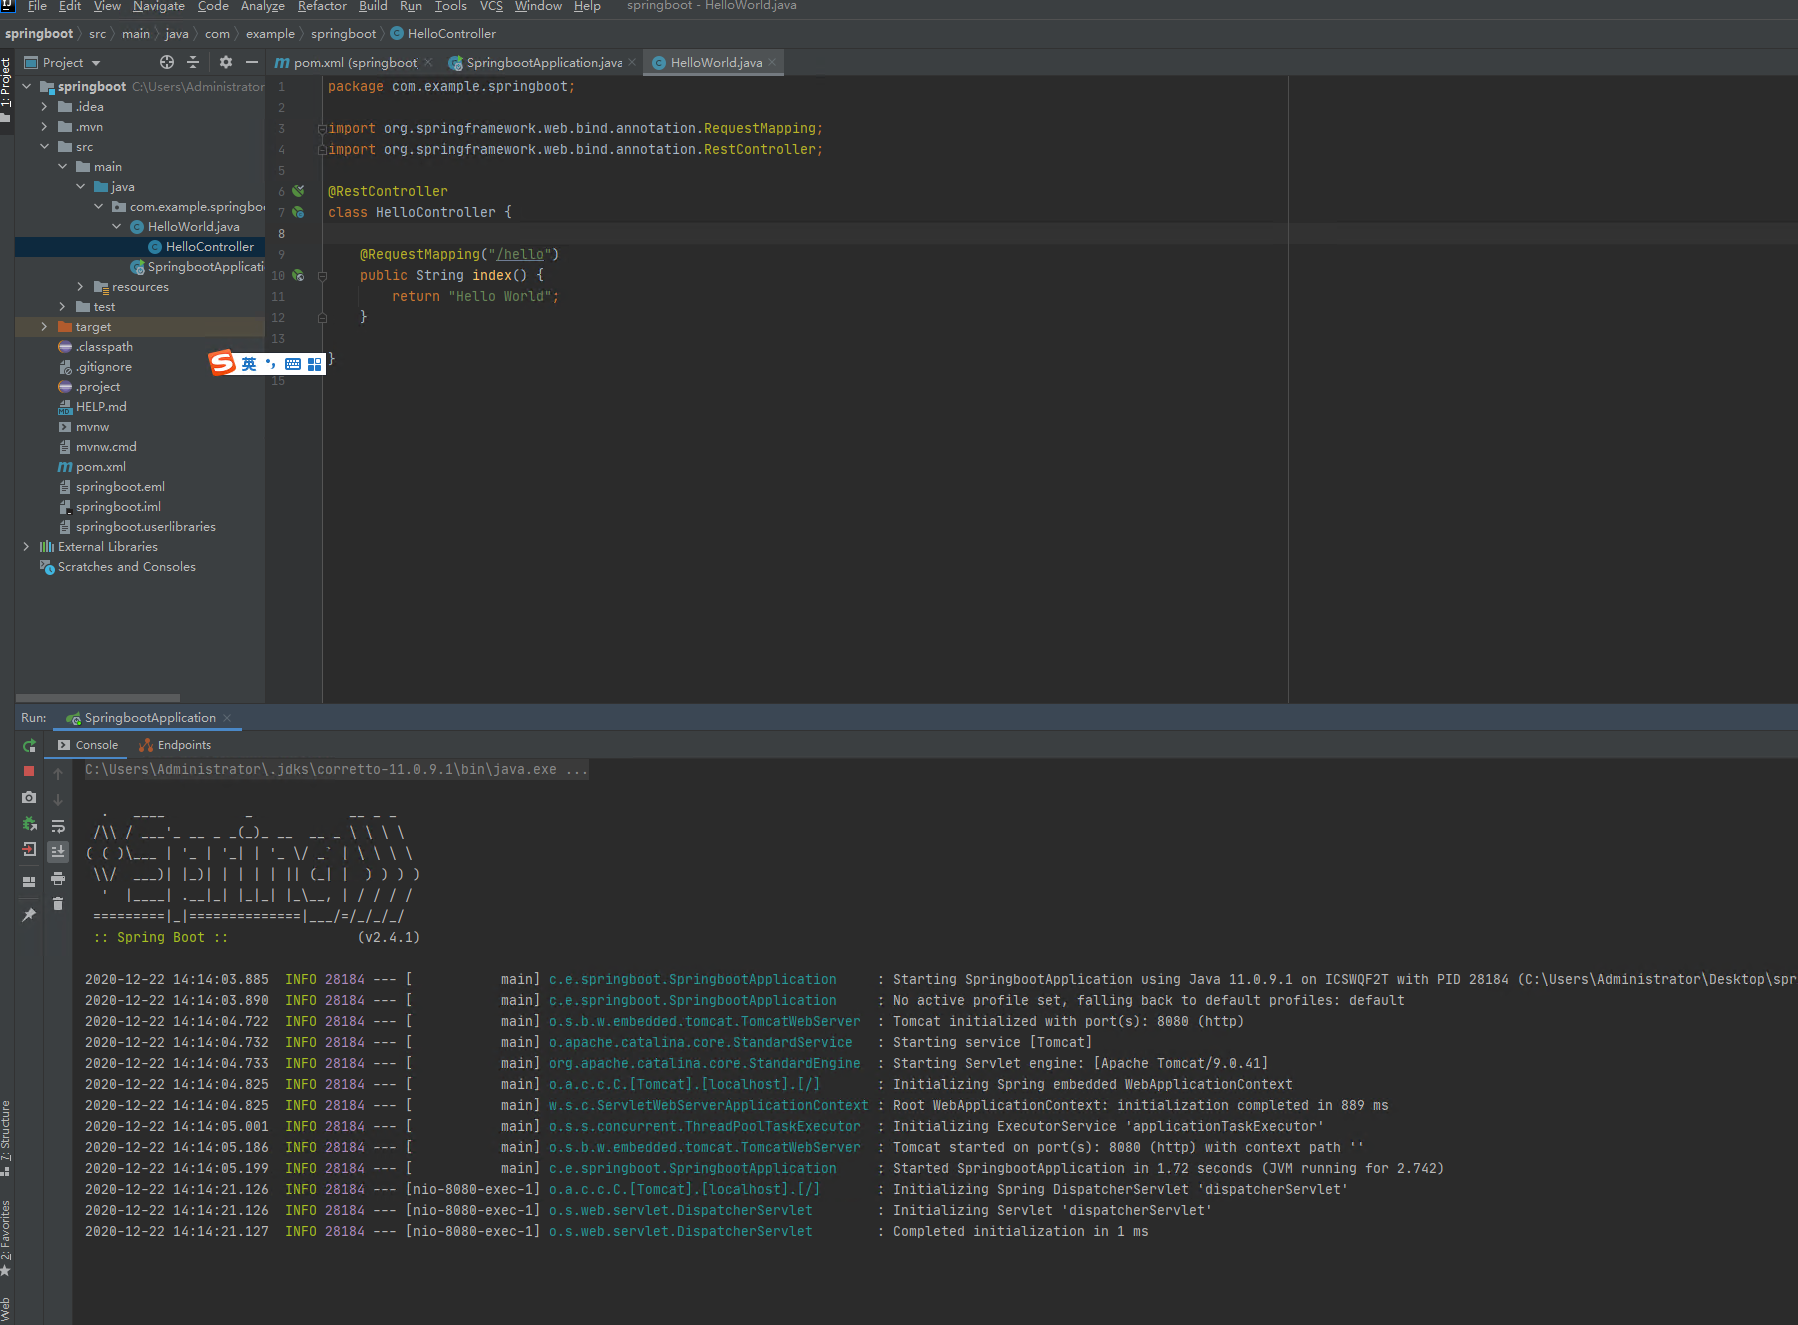 File Edit View Navigate Code Analyze Refactor Build Run Tools VCS Window Help springboot - HelloWorld.java
springboot src main java com example springboot HelloController
Project
pom.xml (springboot) SpringbootApplication.java HelloWorld.java
1: Project
springboot C:\Users\Administrator
.idea
.mvn
src
main
java
com.example.springboo
HelloWorld.java
HelloController
SpringbootApplicati
resources
test
target
.classpath
.gitignore
.project
HELP.md
mvnw
mvnw.cmd
pom.xml
springboot.eml
springboot.iml
springboot.userlibraries
External Libraries
Scratches and Consoles
英
1 package com.example.springboot;
2
3 import org.springframework.web.bind.annotation.RequestMapping;
4 import org.springframework.web.bind.annotation.RestController;
5
6 @RestController
7 class HelloController {
8
9 @RequestMapping("/hello")
10 public String index() {
11 return "Hello World";
12 }
13
}
15
Run: SpringbootApplication
Console Endpoints
C:\Users\Administrator\.jdks\corretto-11.0.9.1\bin\java.exe ...
  .   ____          _            __ _ _
 /\\ / ___'_ __ _ _(_)_ __  __ _ \ \ \ \
( ( )\___ | '_ | '_| | '_ \/ _` | \ \ \ \
 \\/  ___)| |_)| | | | | || (_| |  ) ) ) )
  '  |____| .__|_| |_|_| |_\__, | / / / /
 =========|_|==============|___/=/_/_/_/
 :: Spring Boot ::                (v2.4.1)
2020-12-22 14:14:03.885  INFO 28184 --- [           main] c.e.springboot.SpringbootApplication     : Starting SpringbootApplication using Java 11.0.9.1 on ICSWQF2T with PID 28184 (C:\Users\Administrator\Desktop\spr
2020-12-22 14:14:03.890  INFO 28184 --- [           main] c.e.springboot.SpringbootApplication     : No active profile set, falling back to default profiles: default
2020-12-22 14:14:04.722  INFO 28184 --- [           main] o.s.b.w.embedded.tomcat.TomcatWebServer  : Tomcat initialized with port(s): 8080 (http)
2020-12-22 14:14:04.732  INFO 28184 --- [           main] o.apache.catalina.core.StandardService   : Starting service [Tomcat]
2020-12-22 14:14:04.733  INFO 28184 --- [           main] org.apache.catalina.core.StandardEngine  : Starting Servlet engine: [Apache Tomcat/9.0.41]
2020-12-22 14:14:04.825  INFO 28184 --- [           main] o.a.c.c.C.[Tomcat].[localhost].[/]       : Initializing Spring embedded WebApplicationContext
2020-12-22 14:14:04.825  INFO 28184 --- [           main] w.s.c.ServletWebServerApplicationContext : Root WebApplicationContext: initialization completed in 889 ms
2020-12-22 14:14:05.001  INFO 28184 --- [           main] o.s.s.concurrent.ThreadPoolTaskExecutor  : Initializing ExecutorService 'applicationTaskExecutor'
2020-12-22 14:14:05.186  INFO 28184 --- [           main] o.s.b.w.embedded.tomcat.TomcatWebServer  : Tomcat started on port(s): 8080 (http) with context path ''
2020-12-22 14:14:05.199  INFO 28184 --- [           main] c.e.springboot.SpringbootApplication     : Started SpringbootApplication in 1.72 seconds (JVM running for 2.742)
2020-12-22 14:14:21.126  INFO 28184 --- [nio-8080-exec-1] o.a.c.c.C.[Tomcat].[localhost].[/]       : Initializing Spring DispatcherServlet 'dispatcherServlet'
2020-12-22 14:14:21.126  INFO 28184 --- [nio-8080-exec-1] o.s.web.servlet.DispatcherServlet        : Initializing Servlet 'dispatcherServlet'
2020-12-22 14:14:21.127  INFO 28184 --- [nio-8080-exec-1] o.s.web.servlet.DispatcherServlet        : Completed initialization in 1 ms
7: Structure
2: Favorites
Web